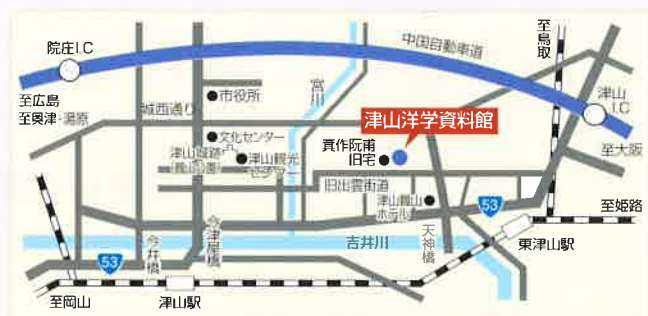 院庄I.C
中国自動車道
至鳥取
至広島
至奥津・湯原
市役所
宮川
津山
I.C
城西通り
津山洋学資料館
文化センター
箕作阮甫
旧宅
至大阪
津山城跡
(鶴山公園)
津山観光
センター
旧出雲街道
津山鶴山
ホテル
53
至姫路
今井橋
今津屋橋
吉井川
天神橋
東津山駅
53
至岡山
津山駅